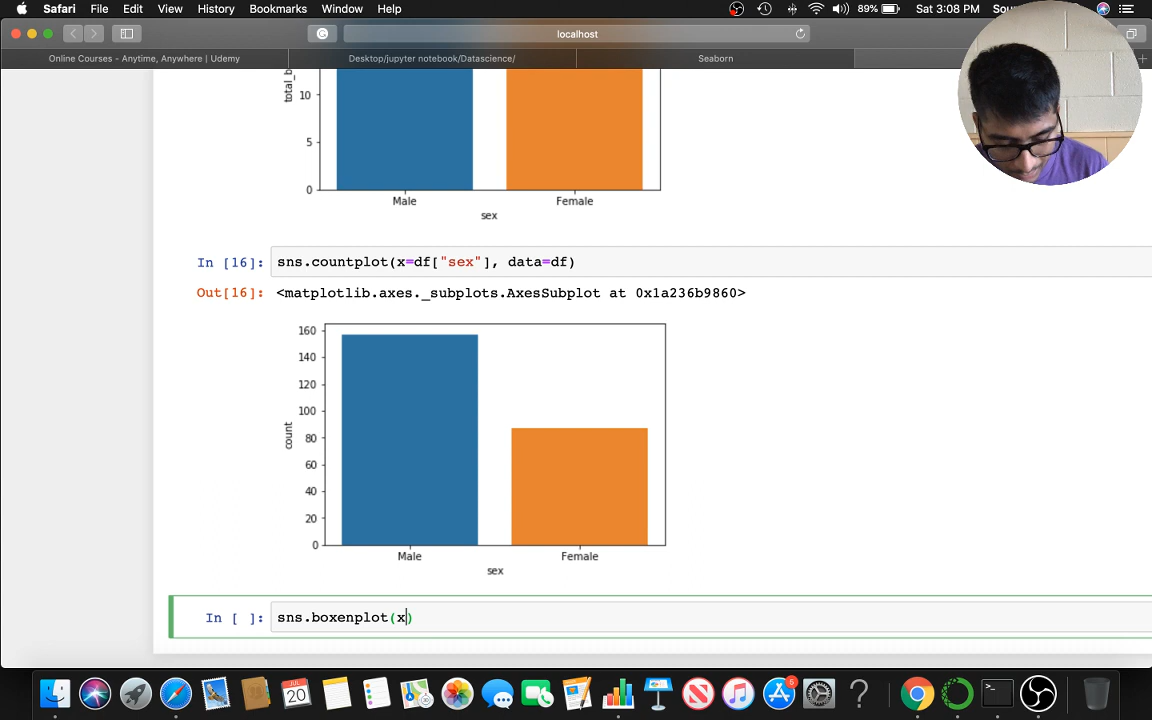 Safari File Edit View History Bookmarks Window Help 89% Sat 3:08 PM
localhost
Online Courses - Anytime, Anywhere | Udemy Desktop/jupyter notebook/Datascience/ Seaborn
10
5
0
Male Female
sex
In [16]: sns.countplot(x=df["sex"], data=df)
Out[16]: <matplotlib.axes._subplots.AxesSubplot at 0x1a236b9860>
160
140
120
100
80
60
40
20
0
count
Male Female
sex
In [ ]: sns.boxenplot(x)